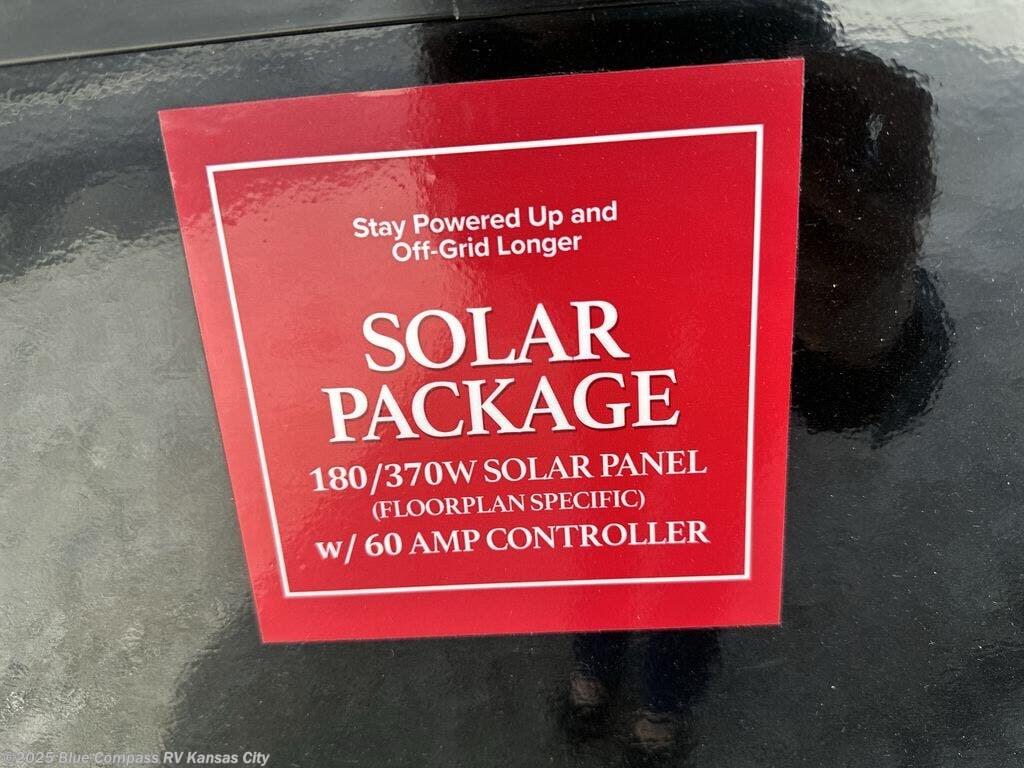 Stay Powered Up and
Off-Grid Longer
SOLAR
PACKAGE
180/370W SOLAR PANEL
(FLOORPLAN SPECIFIC)
w/ 60 AMP CONTROLLER
©2025 Blue Compass RV Kansas City